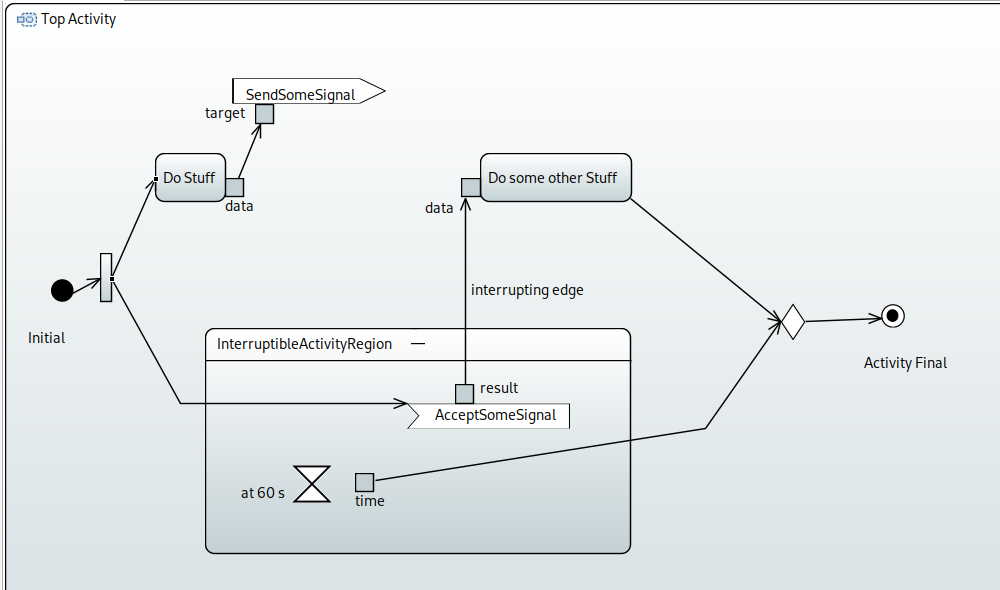 Top Activity
SendSomeSignal
target
Do Stuff
data
Do some other Stuff
data
interrupting edge
Initial
InterruptibleActivityRegion
result
AcceptSomeSignal
at 60 s
time
Activity Final